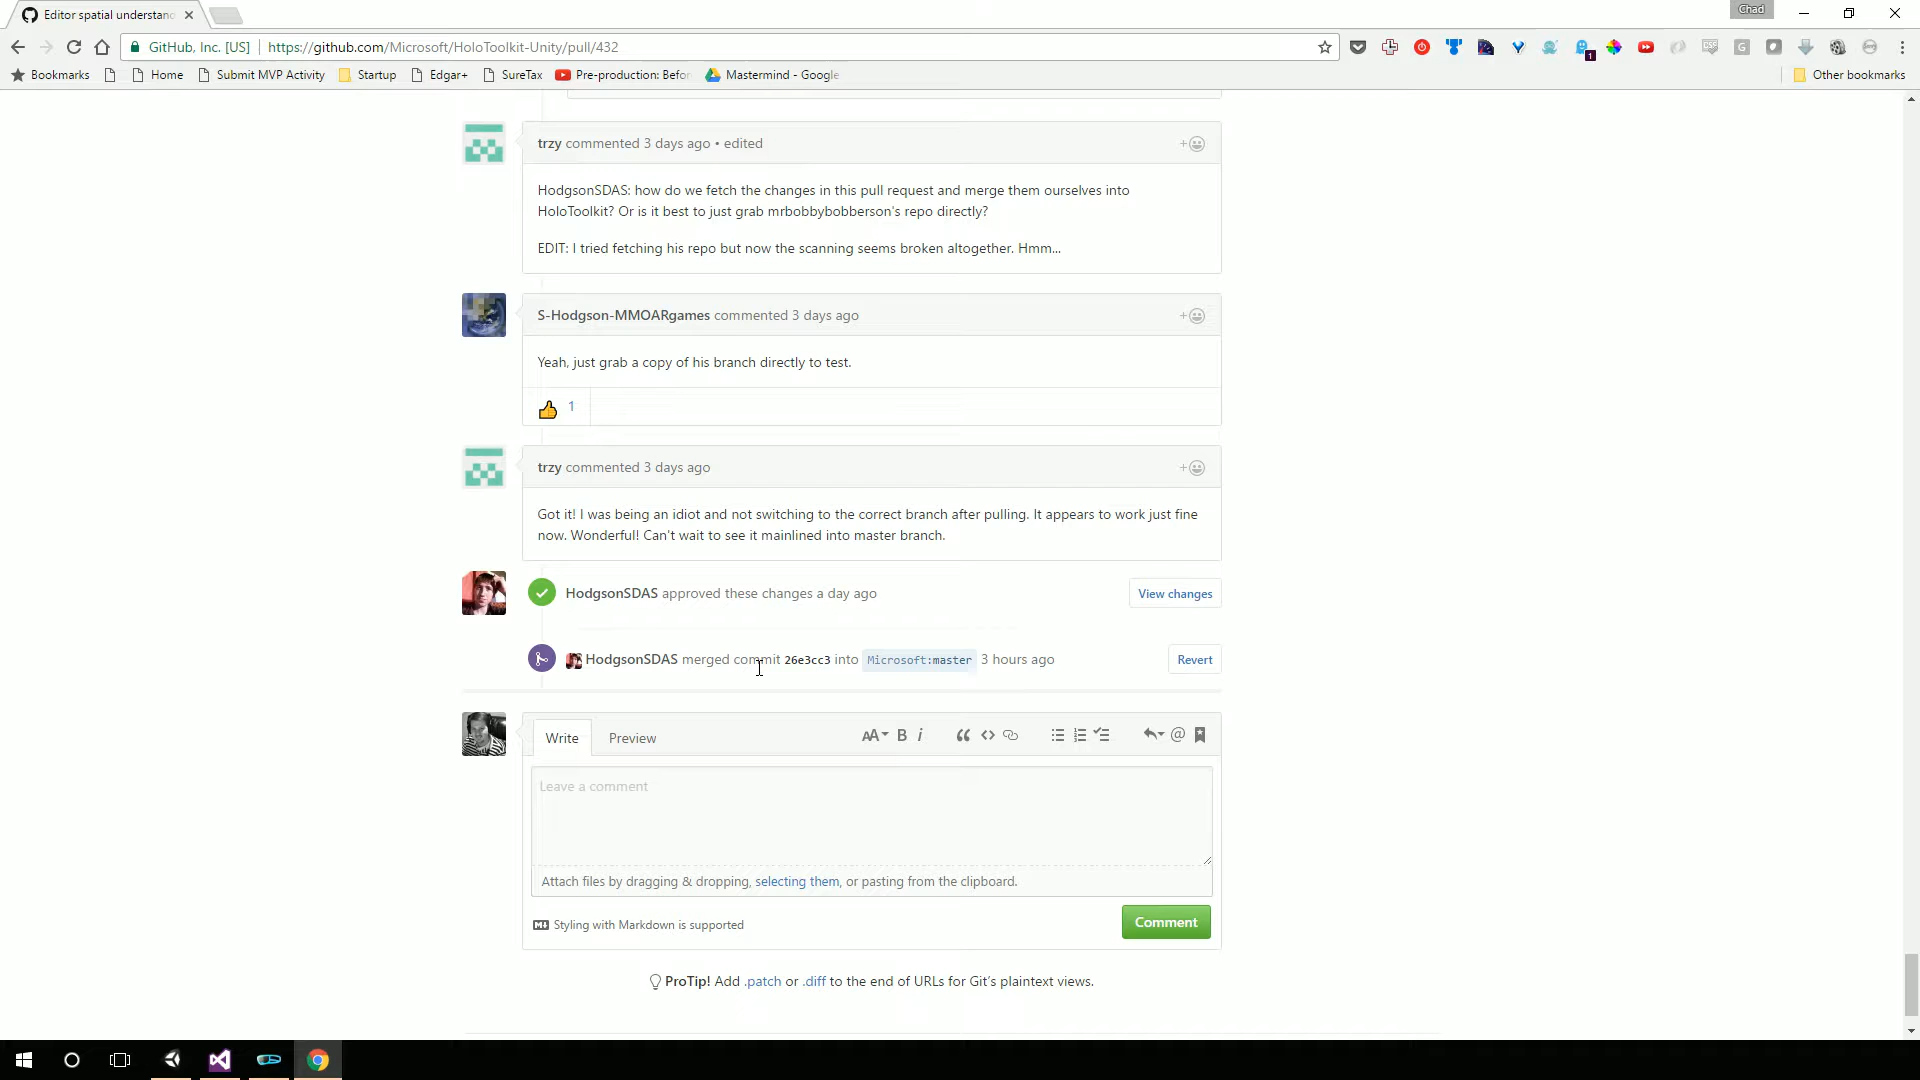 Editor spatial understan
Chad
GitHub, Inc. [US] | https://github.com/Microsoft/HoloToolkit-Unity/pull/432
Bookmarks Home Submit MVP Activity Startup Edgar+ SureTax Pre-production: Befo Mastermind - Google Other bookmarks
trzy commented 3 days ago • edited
HodgsonSDAS: how do we fetch the changes in this pull request and merge them ourselves into
HoloToolkit? Or is it best to just grab mrbobbybobberson's repo directly?
EDIT: I tried fetching his repo but now the scanning seems broken altogether. Hmm...
S-Hodgson-MMOARgames commented 3 days ago
Yeah, just grab a copy of his branch directly to test.
1
trzy commented 3 days ago
Got it! I was being an idiot and not switching to the correct branch after pulling. It appears to work just fine
now. Wonderful! Can't wait to see it mainlined into master branch.
HodgsonSDAS approved these changes a day ago View changes
HodgsonSDAS merged commit 26e3cc3 into Microsoft:master 3 hours ago Revert
Write Preview AA B i
Leave a comment
Attach files by dragging & dropping, selecting them, or pasting from the clipboard.
Styling with Markdown is supported Comment
ProTip! Add .patch or .diff to the end of URLs for Git's plaintext views.